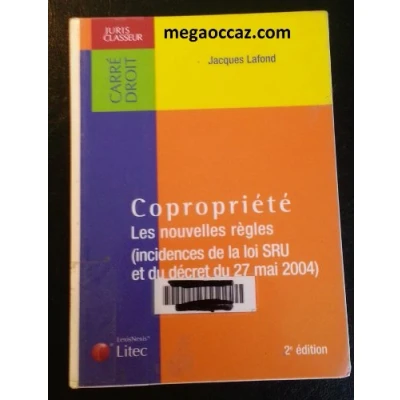 megaoccaz.com
JURIS
CLASSEUR
CARRÉ
DROIT
Jacques Lafond
Copropriété
Les nouvelles règles
(incidences de la loi SRU
et du décret du 27 mai 2004)
LexisNexis®
Litec
2e édition